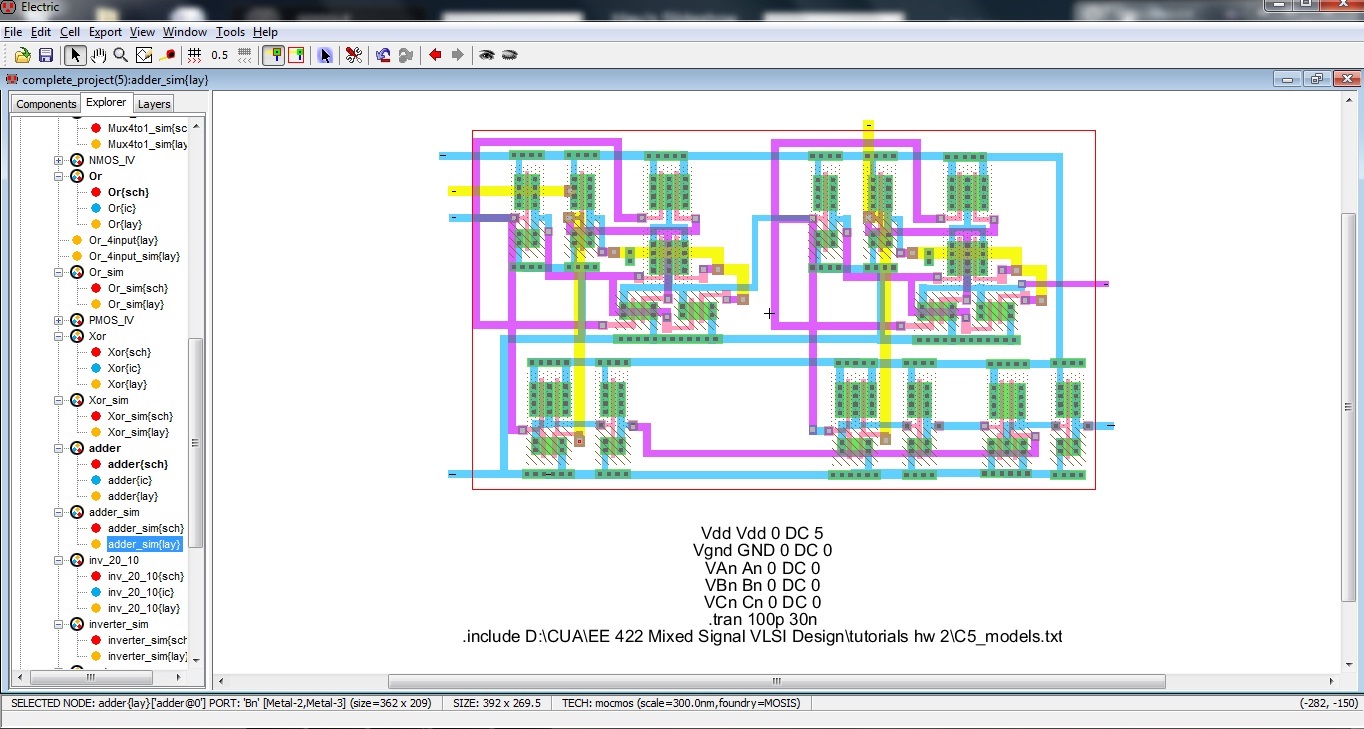 Electric
File Edit Cell Export View Window Tools Help
0.5
complete_project(5):adder_sim{lay}
Components Explorer Layers
Mux4to1_sim{sc
Mux4to1_sim{lay
NMOS_IV
Or
Or{sch}
Or{ic}
Or{lay}
Or_4input{lay}
Or_4input_sim{lay}
Or_sim
Or_sim{sch}
Or_sim{lay}
PMOS_IV
Xor
Xor{sch}
Xor{ic}
Xor{lay}
Xor_sim
Xor_sim{sch}
Xor_sim{lay}
adder
adder{sch}
adder{ic}
adder{lay}
adder_sim
adder_sim{sch}
adder_sim{lay}
inv_20_10
inv_20_10{sch}
inv_20_10{ic}
inv_20_10{lay}
inverter_sim
inverter_sim{sch
inverter_sim{lay}
Vdd Vdd 0 DC 5
Vgnd GND 0 DC 0
VAn An 0 DC 0
VBn Bn 0 DC 0
VCn Cn 0 DC 0
.tran 100p 30n
.include D:\CUA\EE 422 Mixed Signal VLSI Design\tutorials hw 2\C5_models.txt
SELECTED NODE: adder{lay}['adder@0'] PORT: 'Bn' [Metal-2,Metal-3] (size=362 x 209) SIZE: 392 x 269.5 TECH: mocmos (scale=300.0nm,foundry=MOSIS) (-282, -150)